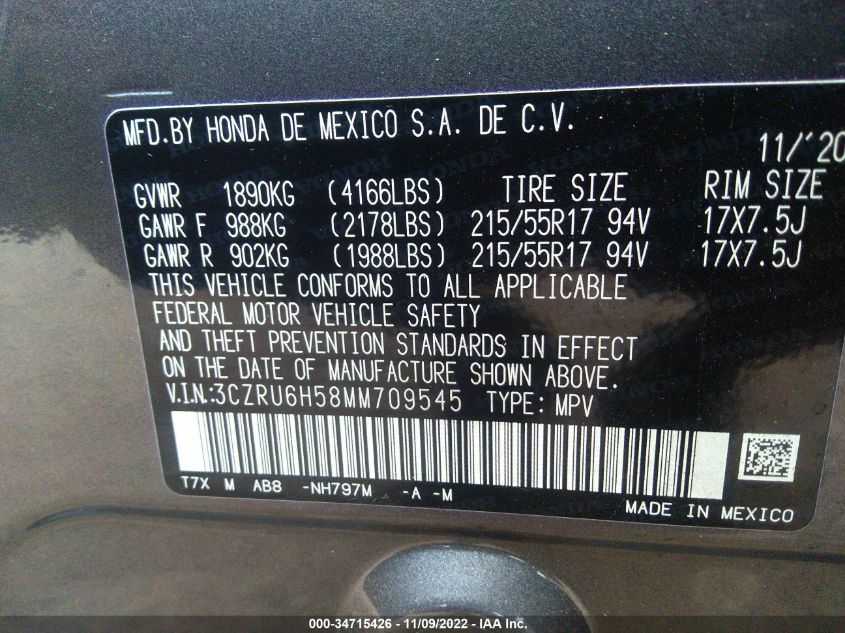 MFD.BY HONDA DE MEXICO S.A. DE C.V.
11/'20
GVWR 1890KG (4166LBS) TIRE SIZE RIM SIZE
GAWR F 988KG (2178LBS) 215/55R17 94V 17X7.5J
GAWR R 902KG (1988LBS) 215/55R17 94V 17X7.5J
THIS VEHICLE CONFORMS TO ALL APPLICABLE
FEDERAL MOTOR VEHICLE SAFETY
AND THEFT PREVENTION STANDARDS IN EFFECT
ON THE DATE OF MANUFACTURE SHOWN ABOVE.
V.I.N.:3CZRU6H58MM709545 TYPE: MPV
T7X M AB8 -NH797M -A -M
MADE IN MEXICO
000-34715426 - 11/09/2022 - IAA Inc.